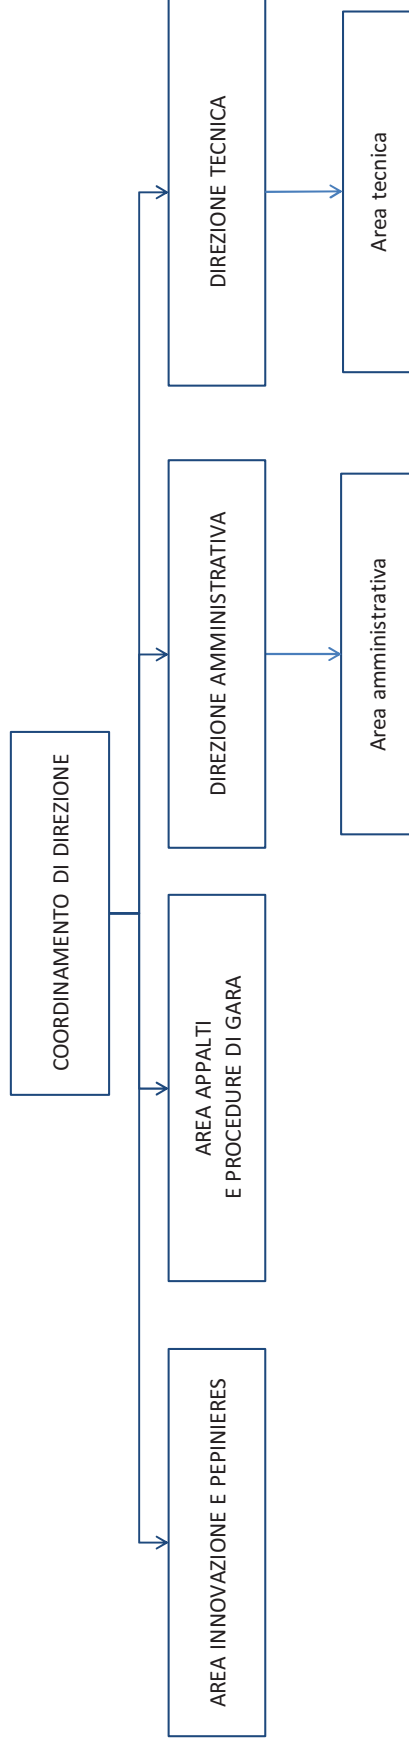 COORDINAMENTO DI DIREZIONE
AREA INNOVAZIONE E PEPINIERES
AREA APPALTI
E PROCEDURE DI GARA
DIREZIONE AMMINISTRATIVA
DIREZIONE TECNICA
Area amministrativa
Area tecnica